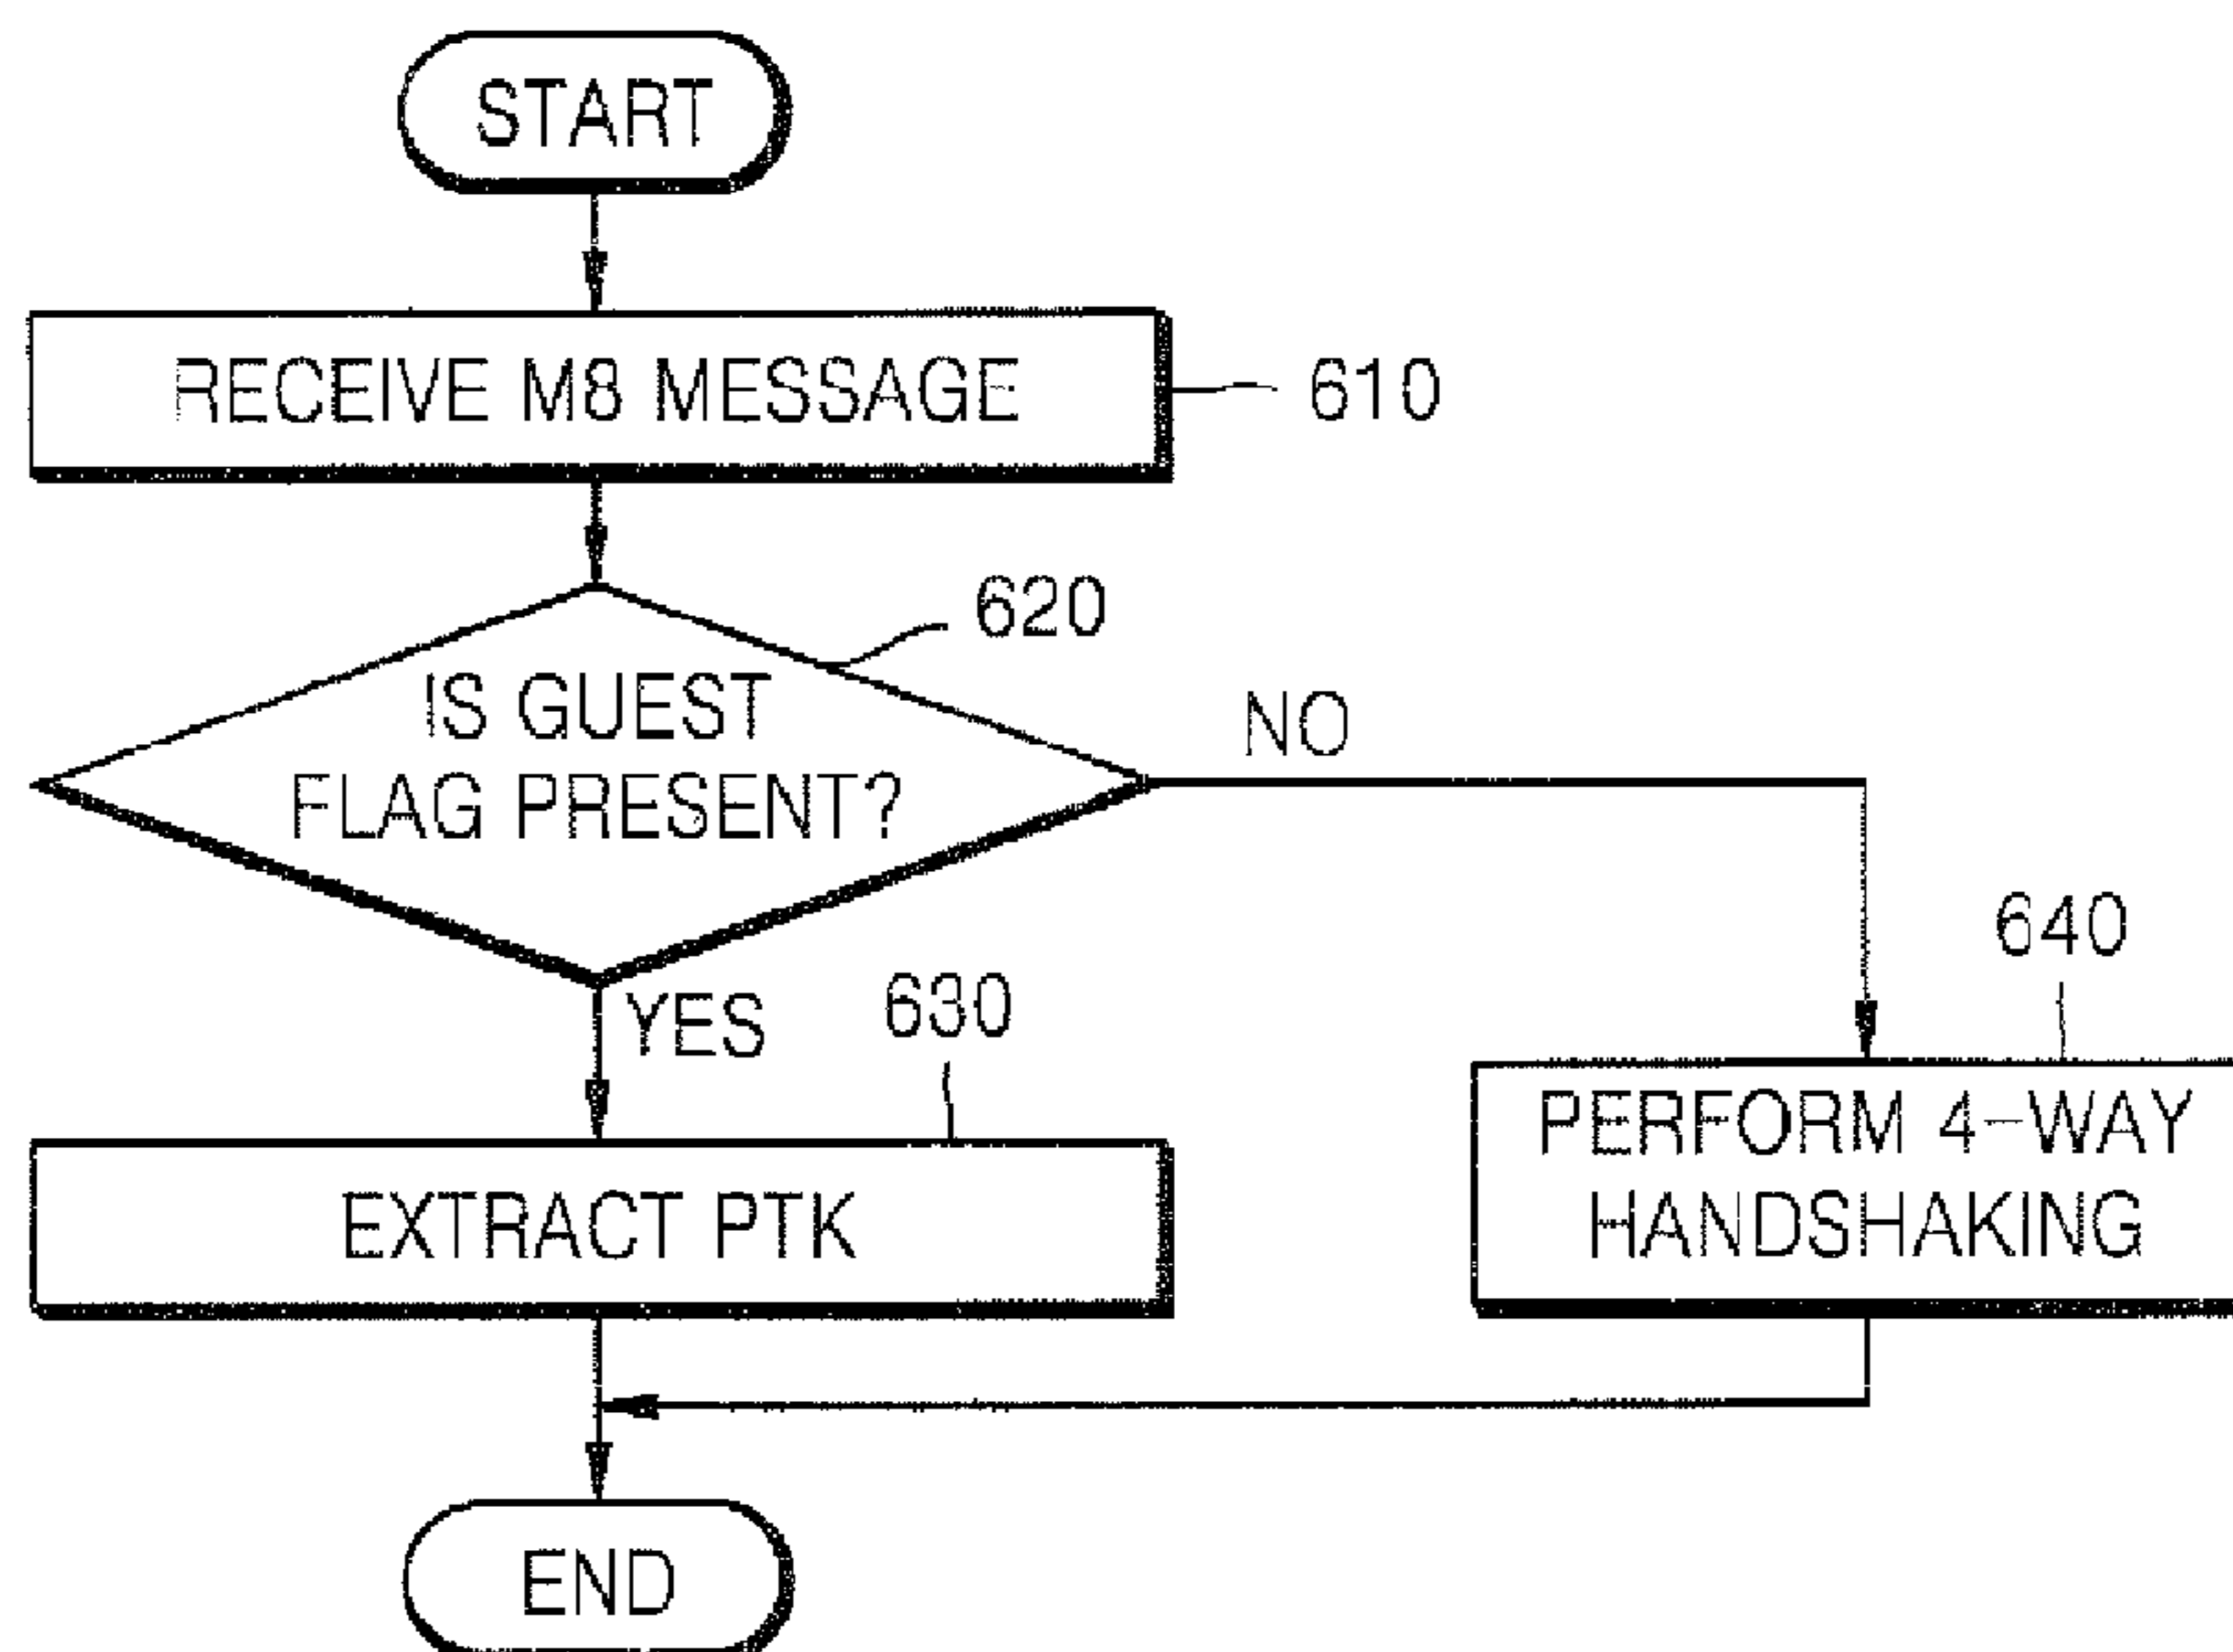 START
RECEIVE M8 MESSAGE
610
620
IS GUEST
FLAG PRESENT?
NO
YES
630
640
EXTRACT PTK
PERFORM 4-WAY
HANDSHAKING
END